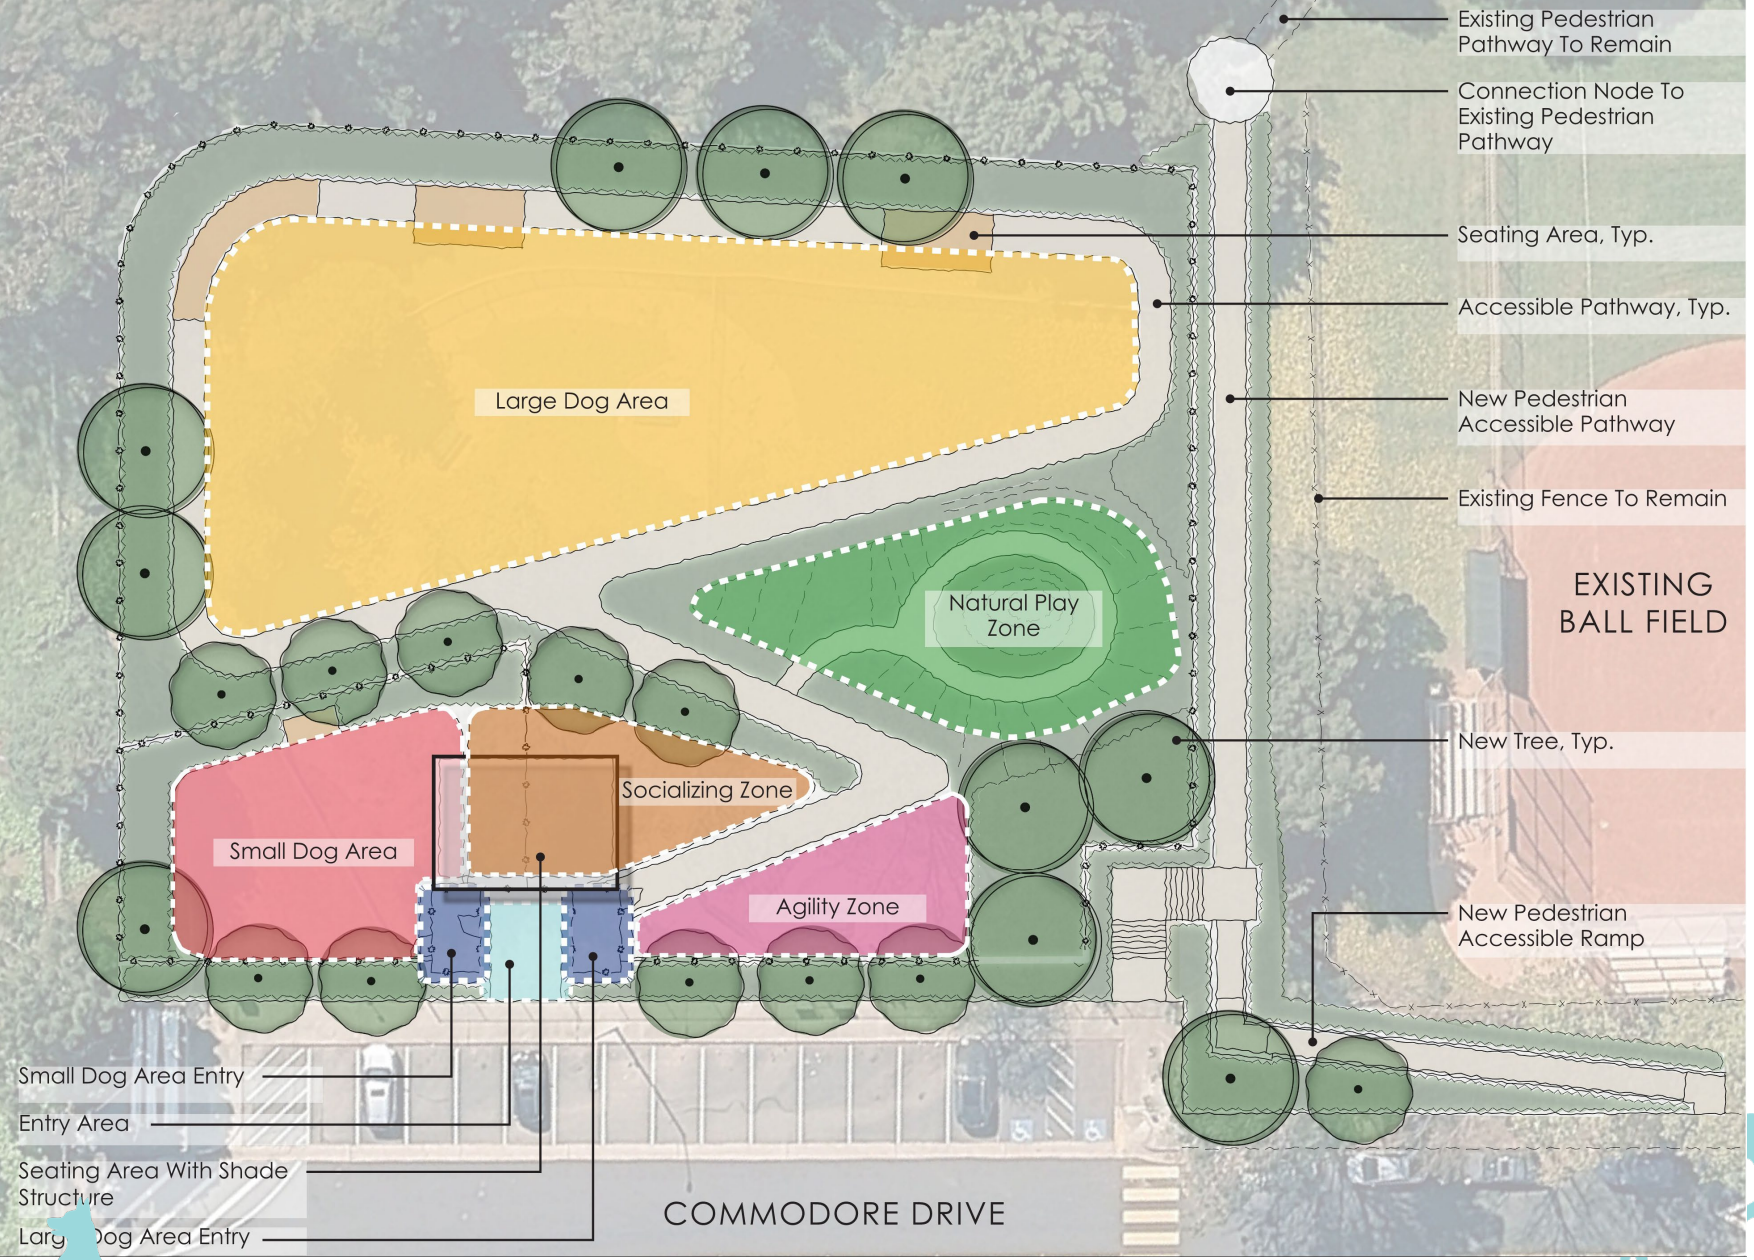 Existing Pedestrian
Pathway To Remain
Connection Node To
Existing Pedestrian
Pathway
Seating Area, Typ.
Accessible Pathway, Typ.
Large Dog Area
New Pedestrian
Accessible Pathway
Existing Fence To Remain
EXISTING
BALL FIELD
Natural Play
Zone
New Tree, Typ.
Socializing Zone
Small Dog Area
Agility Zone
New Pedestrian
Accessible Ramp
Small Dog Area Entry
Entry Area
Seating Area With Shade
Structure
Large Dog Area Entry
COMMODORE DRIVE